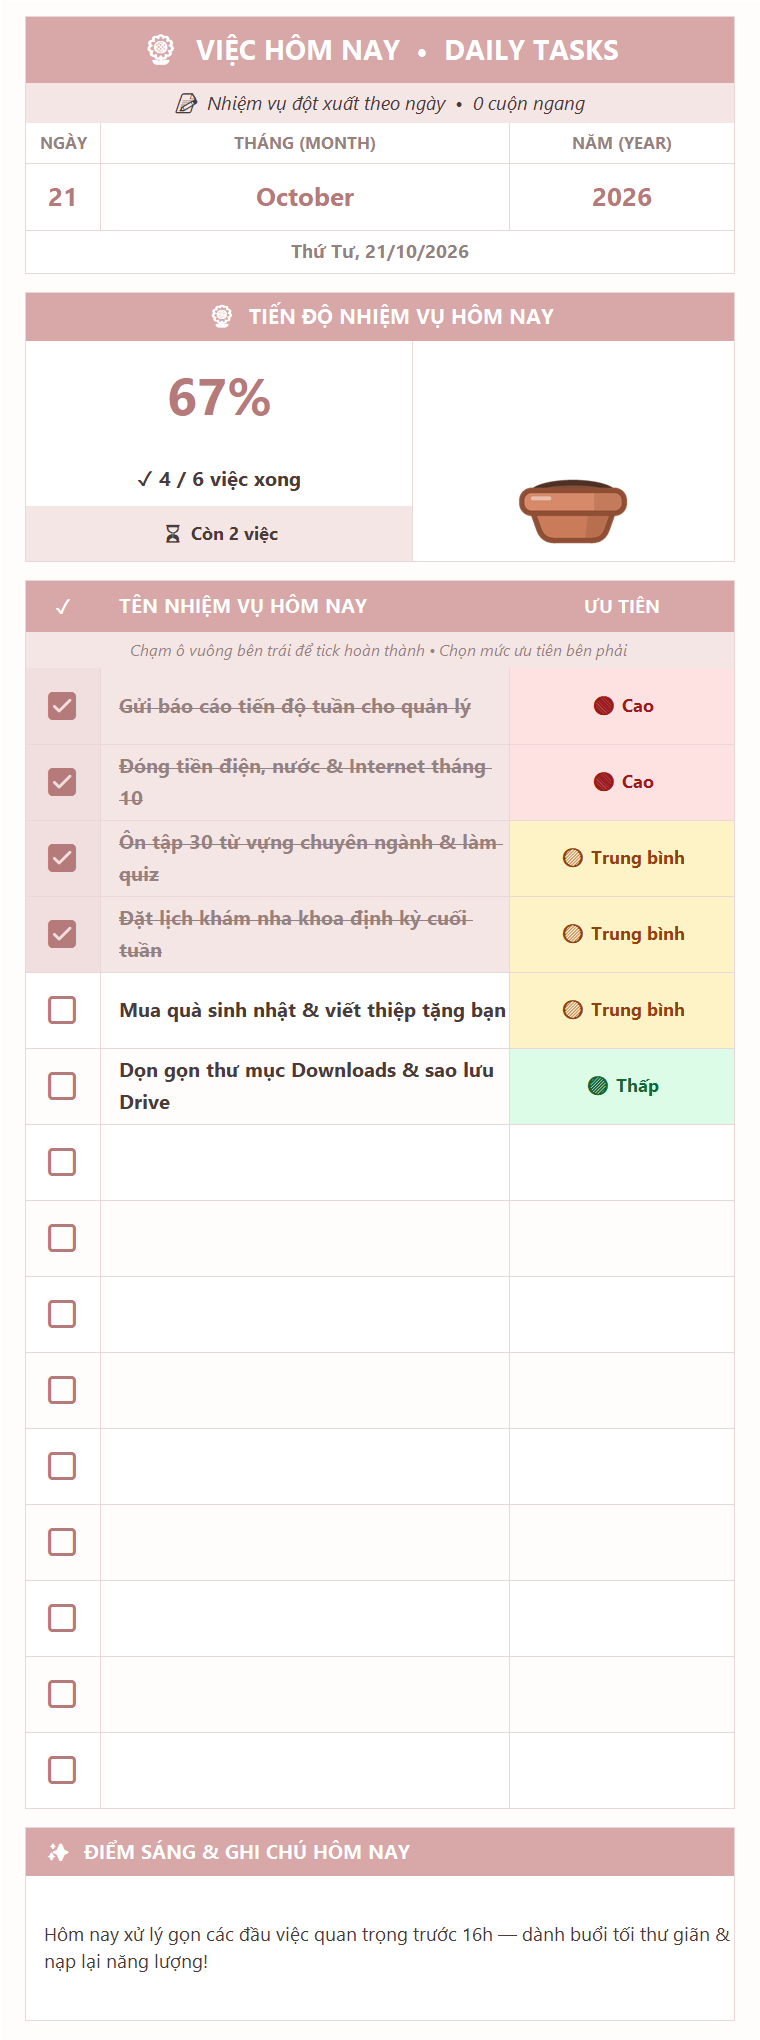 VIỆC HÔM NAY • DAILY TASKS
Nhiệm vụ đột xuất theo ngày • 0 cuộn ngang
NGÀY THÁNG (MONTH) NĂM (YEAR)
21 October 2026
Thứ Tư, 21/10/2026
TIẾN ĐỘ NHIỆM VỤ HÔM NAY
67%
✓ 4 / 6 việc xong
⏳ Còn 2 việc
✓ TÊN NHIỆM VỤ HÔM NAY ƯU TIÊN
Chạm ô vuông bên trái để tick hoàn thành • Chọn mức ưu tiên bên phải
Gửi báo cáo tiến độ tuần cho quản lý Cao
Đóng tiền điện, nước & Internet tháng
10
Cao
Ôn tập 30 từ vựng chuyên ngành & làm
quiz
Trung bình
Đặt lịch khám nha khoa định kỳ cuối
tuần
Trung bình
Mua quà sinh nhật & viết thiệp tặng bạn Trung bình
Dọn gọn thư mục Downloads & sao lưu
Drive
Thấp
ĐIỂM SÁNG & GHI CHÚ HÔM NAY
Hôm nay xử lý gọn các đầu việc quan trọng trước 16h — dành buổi tối thư giãn &
nạp lại năng lượng!